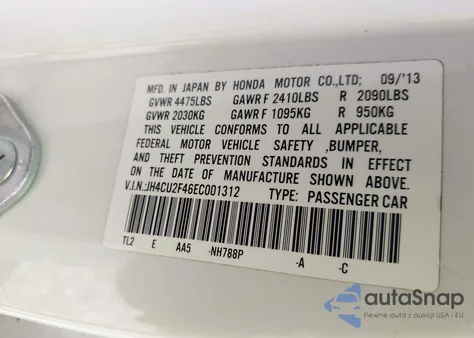 MFD. IN JAPAN BY HONDA MOTOR CO.,LTD; 09/'13
GVWR 4475LBS GAWR F 2410LBS R 2090LBS
GVWR 2030KG GAWR F 1095KG R 950KG
THIS VEHICLE CONFORMS TO ALL APPLICABLE
FEDERAL MOTOR VEHICLE SAFETY ,BUMPER,
AND THEFT PREVENTION STANDARDS IN EFFECT
ON THE DATE OF MANUFACTURE SHOWN ABOVE.
V.I.N.:JH4CU2F46EC001312 TYPE: PASSENGER CAR
TL2 E AA5 -NH788P -A -C
autoSnap
Pewne auto z aukcji USA i EU